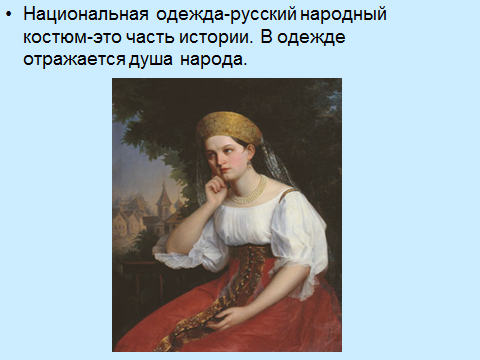 • Национальная одежда-русский народный
костюм-это часть истории. В одежде
отражается душа народа.